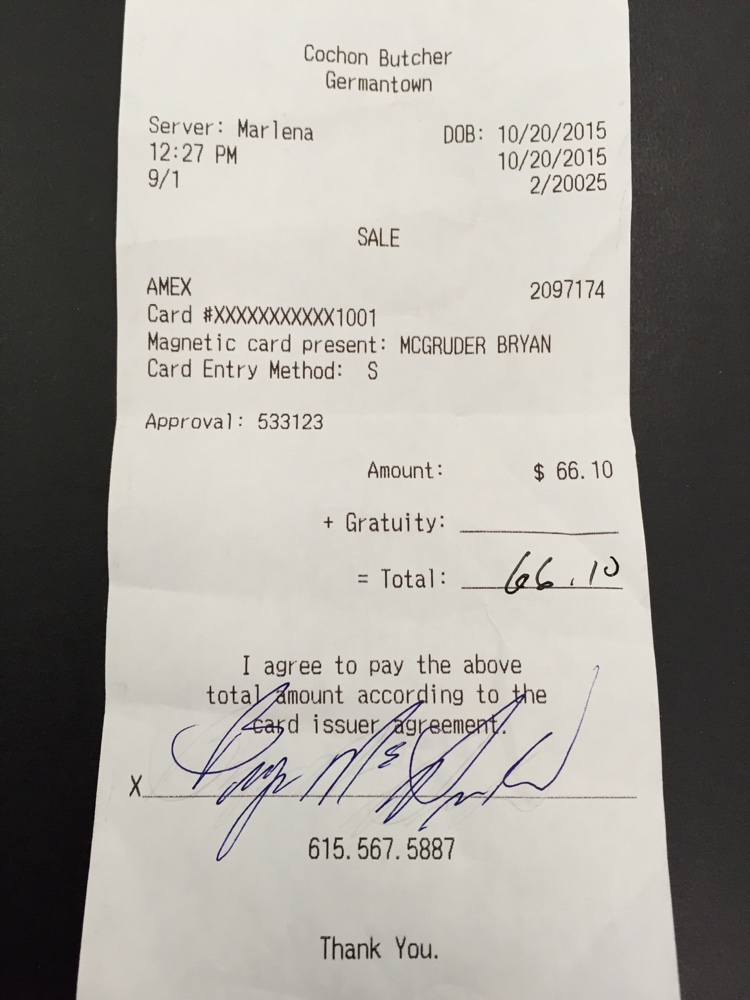 Cochon Butcher
Germantown
Server: Marlena DOB: 10/20/2015
12:27 PM 10/20/2015
9/1 2/20025
SALE
AMEX 2097174
Card #XXXXXXXXXXX1001
Magnetic card present: MCGRUDER BRYAN
Card Entry Method: S
Approval: 533123
Amount: $ 66.10
+ Gratuity:
= Total: 66.10
I agree to pay the above
total amount according to the
card issuer agreement.
X
615.567.5887
Thank You.